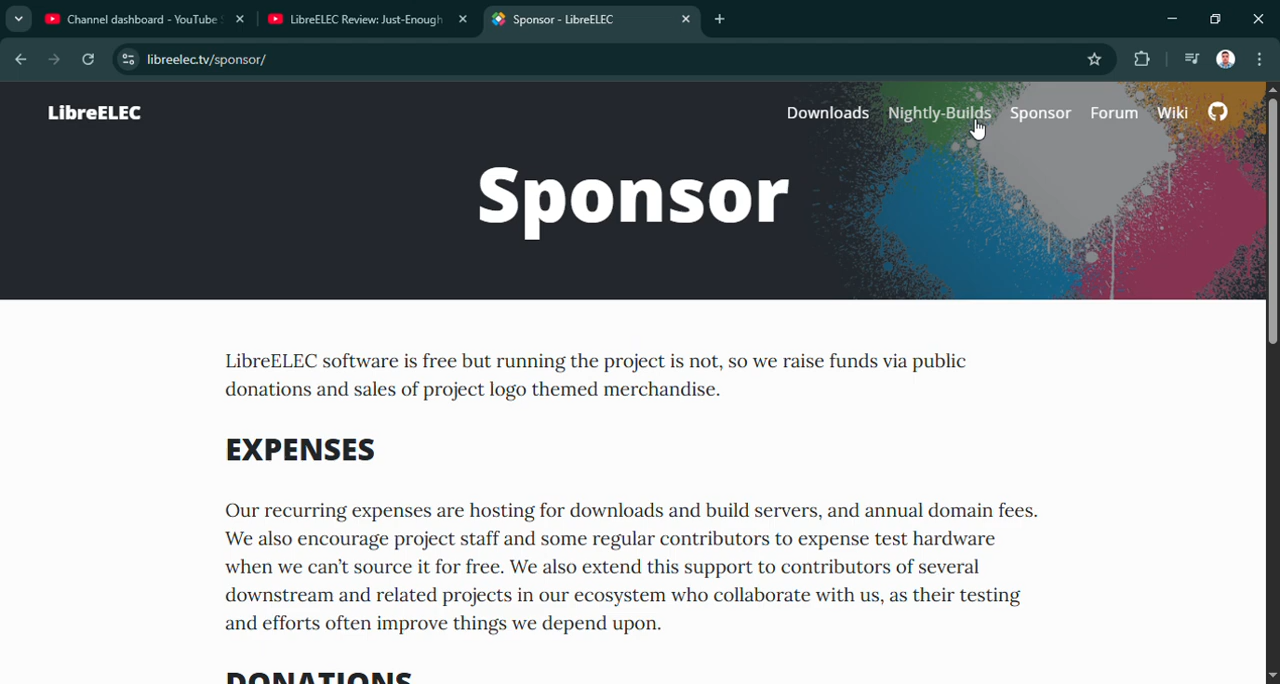 Channel dashboard - YouTube
LibreELEC Review: Just-Enough
Sponsor - LibreELEC
libreelec.tv/sponsor/
LibreELEC
Downloads
Nightly-Builds
Sponsor
Forum
Wiki
Sponsor
LibreELEC software is free but running the project is not, so we raise funds via public
donations and sales of project logo themed merchandise.
EXPENSES
Our recurring expenses are hosting for downloads and build servers, and annual domain fees.
We also encourage project staff and some regular contributors to expense test hardware
when we can’t source it for free. We also extend this support to contributors of several
downstream and related projects in our ecosystem who collaborate with us, as their testing
and efforts often improve things we depend upon.
DONATIONS